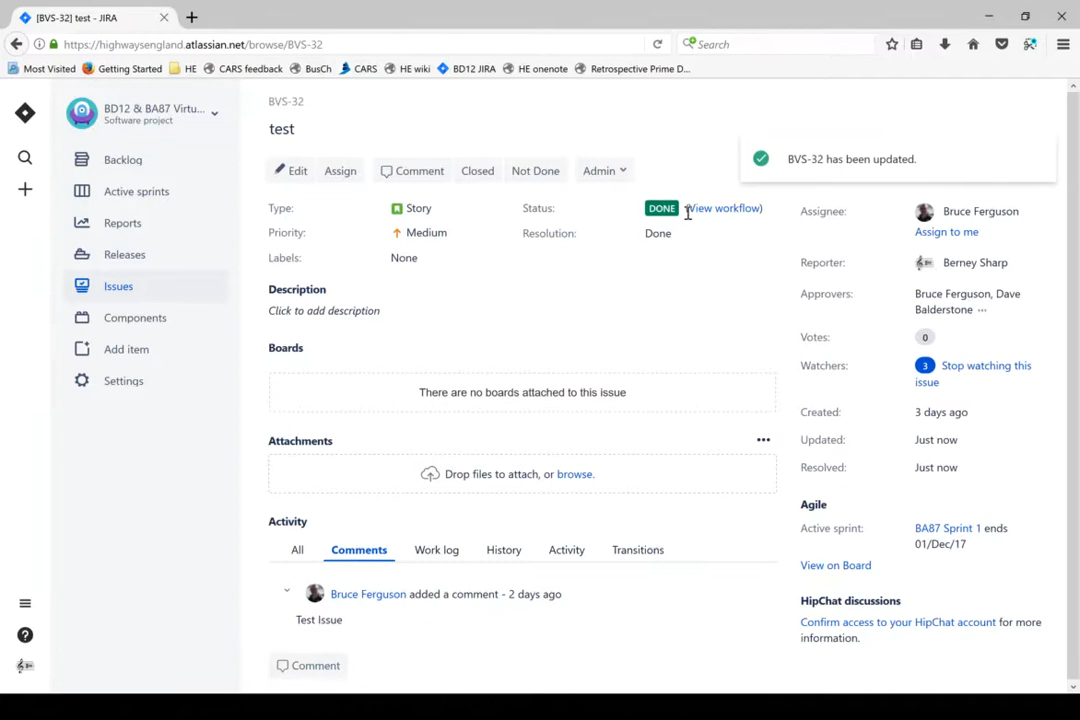 [BVS-32] test - JIRA
https://highwaysengland.atlassian.net/browse/BVS-32
Search
Most Visited
Getting Started
HE
CARS feedback
BusCh
CARS
HE wiki
BD12 JIRA
HE onenote
Retrospective Prime D...
BD12 & BA87 Virtu...
Software project
Backlog
Active sprints
Reports
Releases
Issues
Components
Add item
Settings
BVS-32
test
Edit
Assign
Comment
Closed
Not Done
Admin
BVS-32 has been updated.
Type: Story
Status: DONE (View workflow)
Priority: Medium
Resolution: Done
Labels: None
Description
Click to add description
Boards
There are no boards attached to this issue
Attachments
Drop files to attach, or browse.
Activity
All
Comments
Work log
History
Activity
Transitions
Bruce Ferguson added a comment - 2 days ago
Test Issue
Comment
Assignee: Bruce Ferguson
Assign to me
Reporter: Berney Sharp
Approvers: Bruce Ferguson, Dave
Balderstone ···
Votes: 0
Watchers: 3 Stop watching this
issue
Created: 3 days ago
Updated: Just now
Resolved: Just now
Agile
Active sprint: BA87 Sprint 1 ends
01/Dec/17
View on Board
HipChat discussions
Confirm access to your HipChat account for more
information.